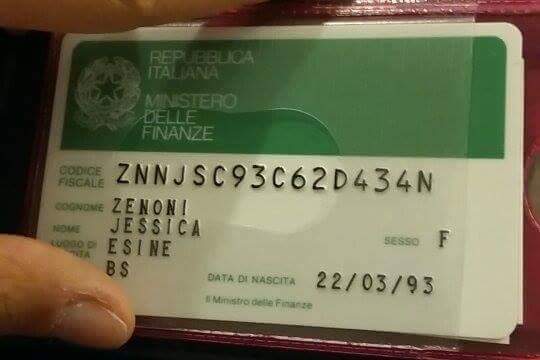 REPUBBLICA
ITALIANA
MINISTERO
DELLE
FINANZE
CODICE
FISCALE ZNNJSC93C62D434N
COGNOME ZENONI
NOME JESSICA
LUOGO DI ESINE SESSO F
BS
DATA DI NASCITA 22/03/93
Il Ministro delle Finanze